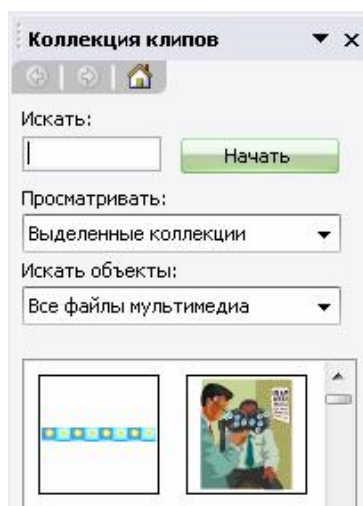 Коллекция клипов
Искать:
Начать
Просматривать:
Выделенные коллекции
Искать объекты:
Все файлы мультимедиа